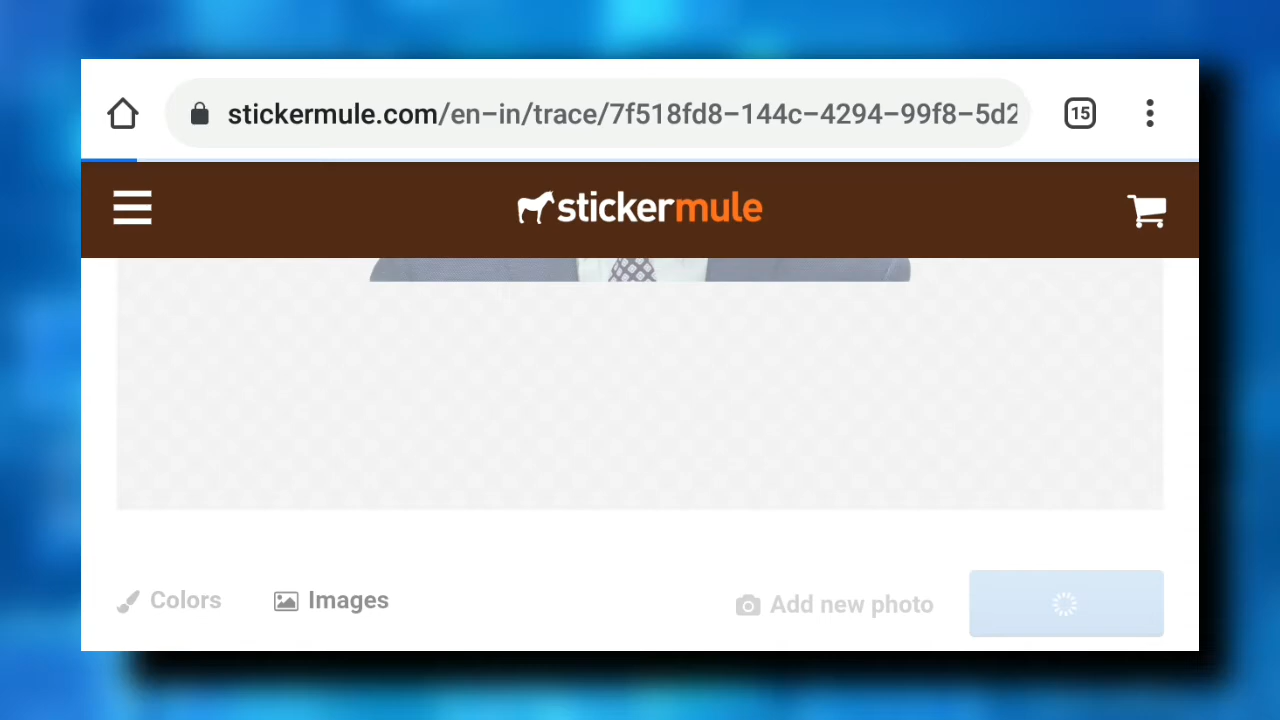 stickermule.com/en-in/trace/7f518fd8-144c-4294-99f8-5d2
15
stickermule
Colors
Images
Add new photo